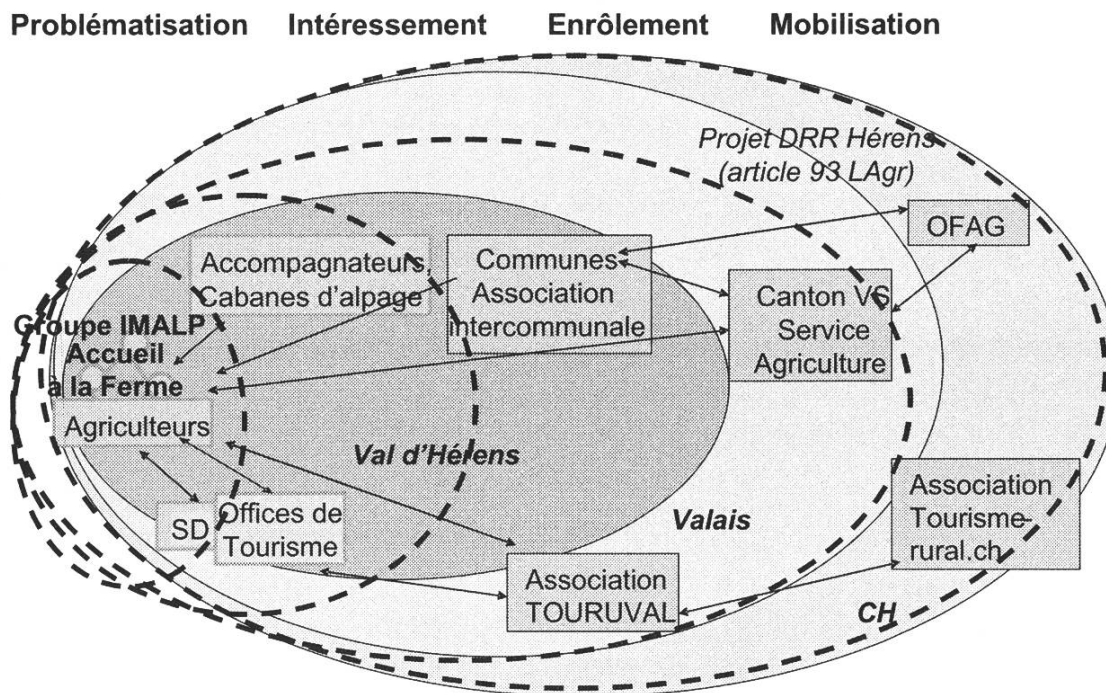 Problématisation Intéressement Enrôlement Mobilisation
Projet DRR Hérens
(article 93 LAgr)
OFAG
Accompagnateurs,
Cabanes d'alpage
Communes
Association
intercommunale
Canton VS
Service
Agriculture
Groupe IMALP
Accueil
à la Ferme
Agriculteurs
Val d'Hérens
SD
Offices de
Tourisme
Valais
Association
Tourisme-
rural.ch
Association
TOURUVAL
CH